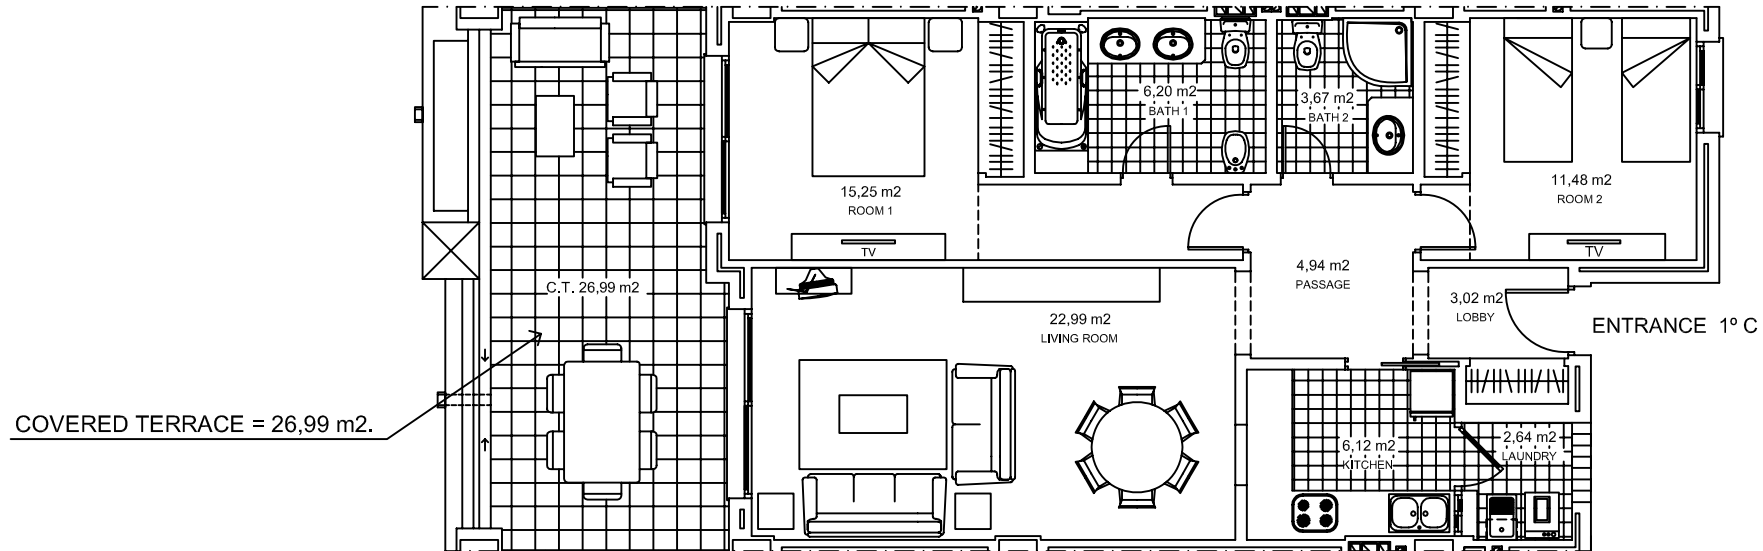 6,20 m2
BATH 1
3,67 m2
BATH 2
15,25 m2
ROOM 1
11,48 m2
ROOM 2
TV
TV
C.T. 26,99 m2
4,94 m2
PASSAGE
3,02 m2
LOBBY
ENTRANCE 1º C
22,99 m2
LIVING ROOM
COVERED TERRACE = 26,99 m2.
6,12 m2
KITCHEN
2,64 m2
LAUNDRY